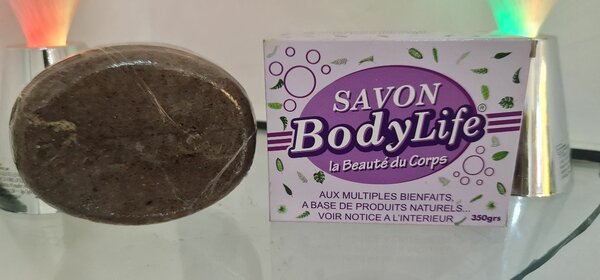 SAVON
BodyLife®
la Beauté du Corps
AUX MULTIPLES BIENFAITS.
A BASE DE PRODUITS NATURELS...
VOIR NOTICE A L'INTERIEUR
350grs